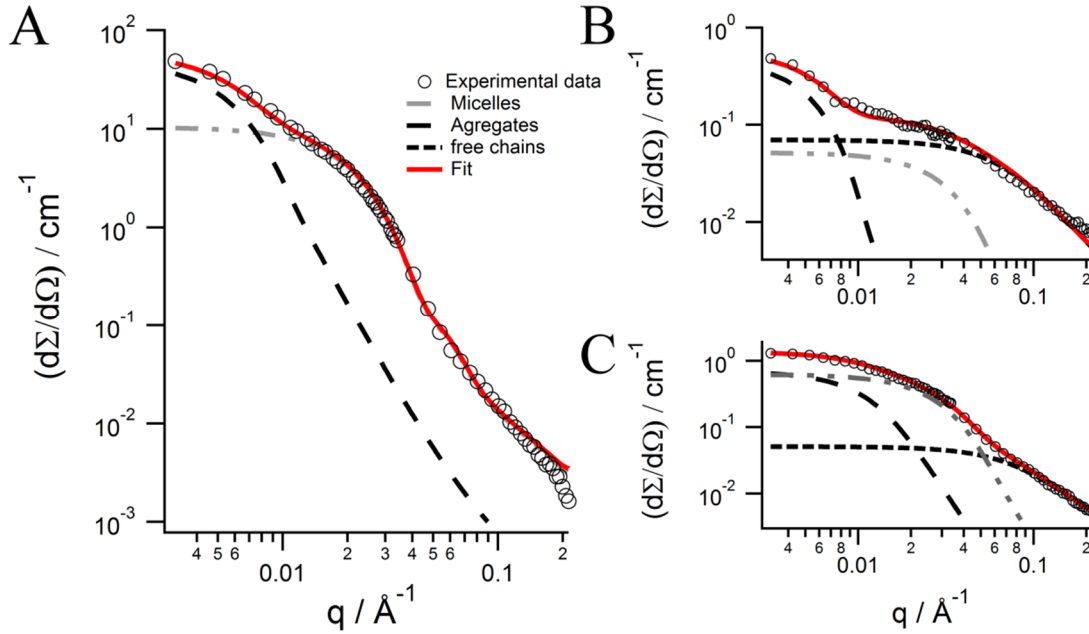 A
(dΣ/dΩ) / cm⁻¹
10²
10¹
10⁰
10⁻¹
10⁻²
10⁻³
4 5 6 2 3 4 5 6 2
0.01 0.1
q / Å⁻¹
Experimental data
Micelles
Agregates
free chains
Fit
B
(dΣ/dΩ) / cm⁻¹
10⁰
10⁻¹
10⁻²
4 6 8 2 4 6 8 2
0.01 0.1
C
(dΣ/dΩ) / cm⁻¹
10⁰
10⁻¹
10⁻²
4 6 8 2 4 6 8 2
0.01 0.1
q / Å⁻¹